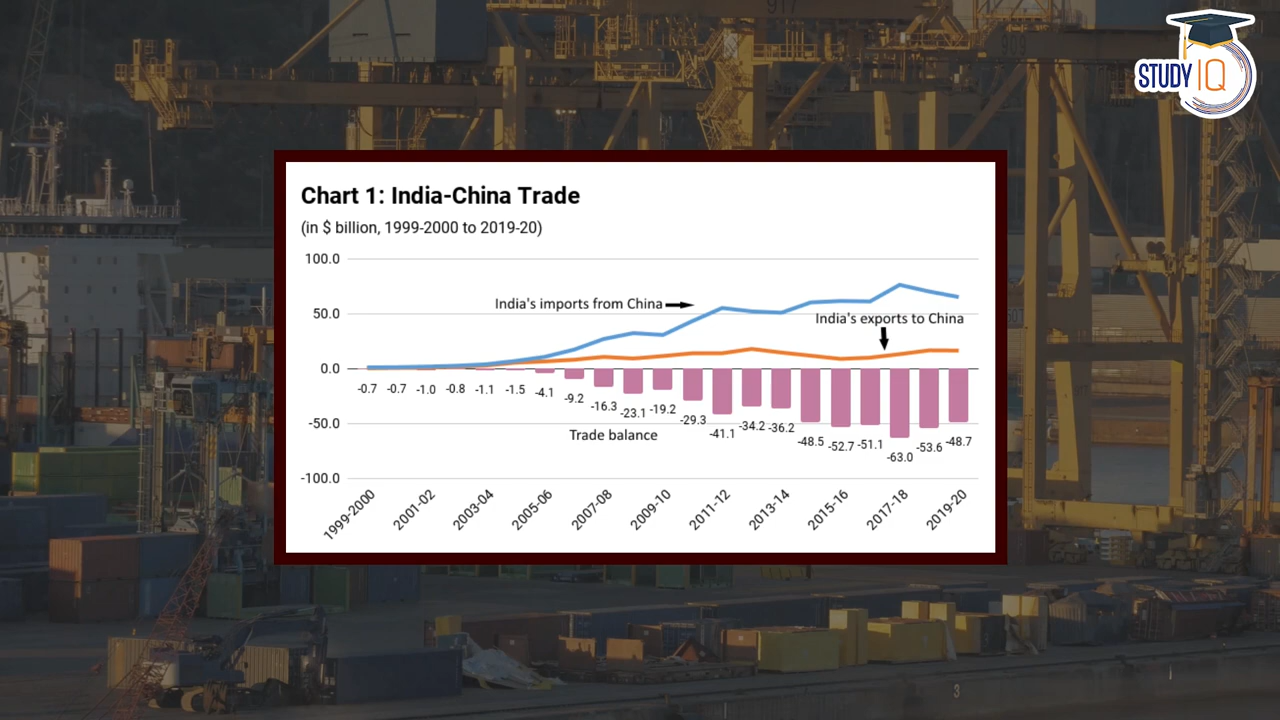 917
909
STUDY IQ
Chart 1: India-China Trade
(in $ billion, 1999-2000 to 2019-20)
100.0
India's imports from China
50.0
India's exports to China
0.0
-0.7 -0.7 -1.0 -0.8 -1.1 -1.5 -4.1 -9.2 -16.3 -23.1 -19.2 -29.3 -41.1 -34.2 -36.2 -48.5 -52.7 -51.1 -63.0 -53.6 -48.7
-50.0
Trade balance
-100.0
1999-2000 2001-02 2003-04 2005-06 2007-08 2009-10 2011-12 2013-14 2015-16 2017-18 2019-20
3